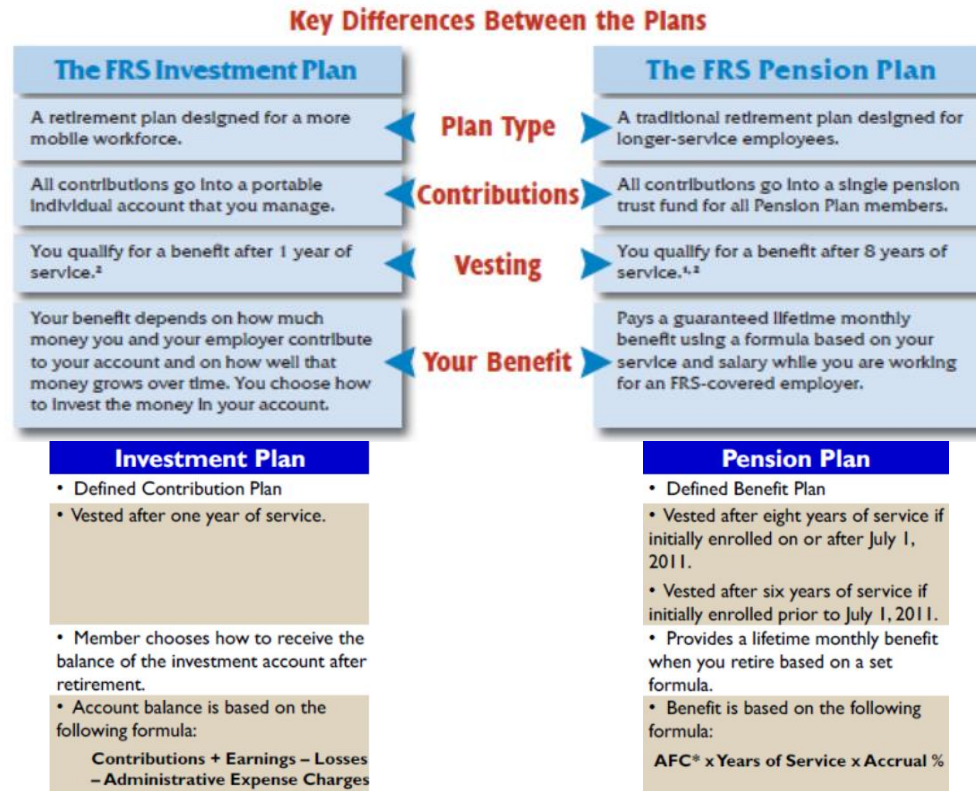 Key Differences Between the Plans
The FRS Investment Plan
A retirement plan designed for a more
mobile workforce.
All contributions go into a portable
individual account that you manage.
You qualify for a benefit after 1 year of
service.²
Your benefit depends on how much
money you and your employer contribute
to your account and on how well that
money grows over time. You choose how
to invest the money in your account.
Plan Type
Contributions
Vesting
Your Benefit
The FRS Pension Plan
A traditional retirement plan designed for
longer-service employees.
All contributions go into a single pension
trust fund for all Pension Plan members.
You qualify for a benefit after 8 years of
service.¹,²
Pays a guaranteed lifetime monthly
benefit using a formula based on your
service and salary while you are working
for an FRS-covered employer.
Investment Plan
• Defined Contribution Plan
• Vested after one year of service.
• Member chooses how to receive the
balance of the investment account after
retirement.
• Account balance is based on the
following formula:
Contributions + Earnings – Losses
– Administrative Expense Charges
Pension Plan
• Defined Benefit Plan
• Vested after eight years of service if
initially enrolled on or after July 1,
2011.
• Vested after six years of service if
initially enrolled prior to July 1, 2011.
• Provides a lifetime monthly benefit
when you retire based on a set
formula.
• Benefit is based on the following
formula:
AFC* x Years of Service x Accrual %